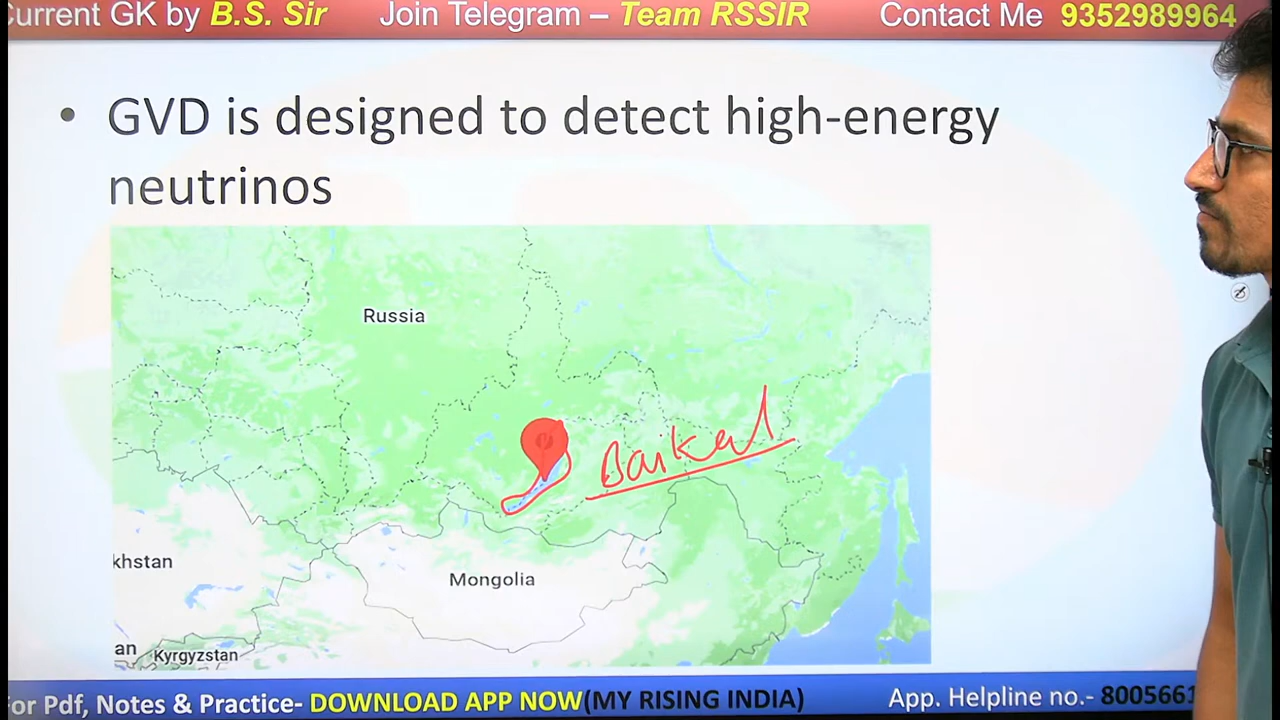 Current GK by B.S. Sir Join Telegram – Team RSSIR Contact Me 9352989964
• GVD is designed to detect high-energy
neutrinos
Russia
Baikal
khstan
Mongolia
an Kyrgyzstan
For Pdf, Notes & Practice- DOWNLOAD APP NOW(MY RISING INDIA) App. Helpline no.- 8005661